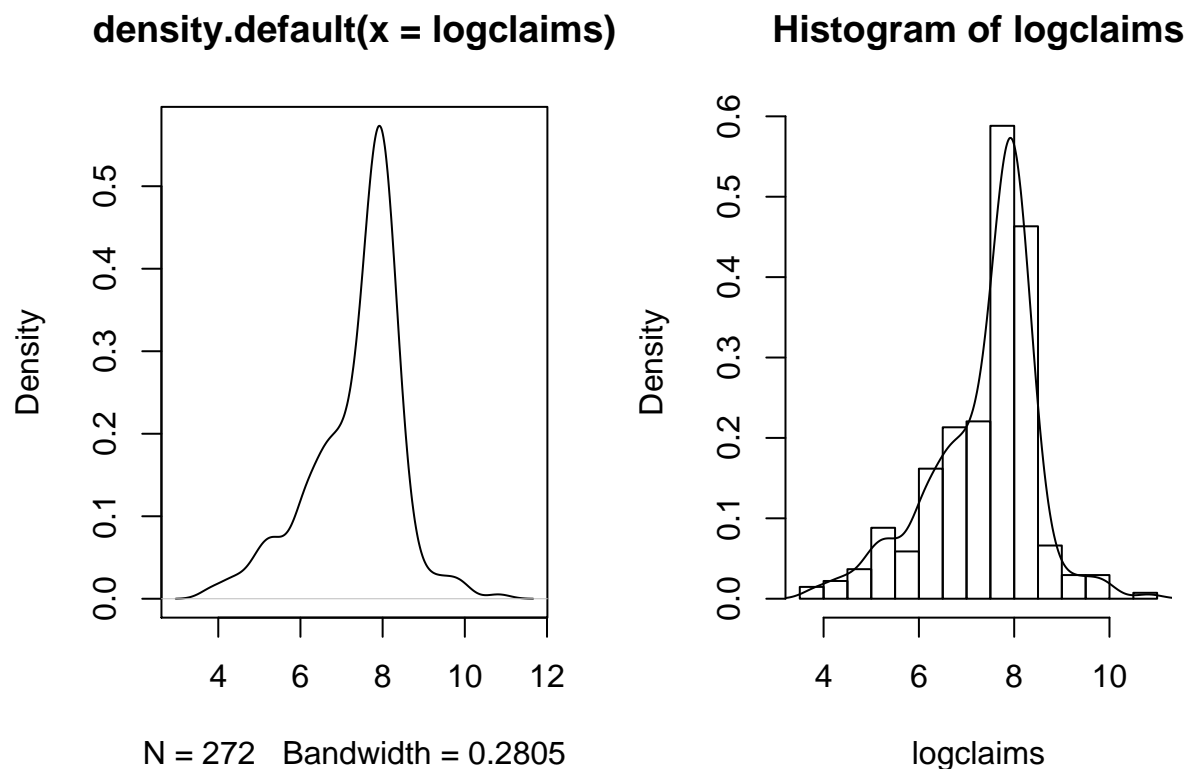 density.default(x = logclaims)
Density
0.0 0.1 0.2 0.3 0.4 0.5
4 6 8 10 12
N = 272 Bandwidth = 0.2805
Histogram of logclaims
Density
0.0 0.1 0.2 0.3 0.4 0.5 0.6
4 6 8 10
logclaims